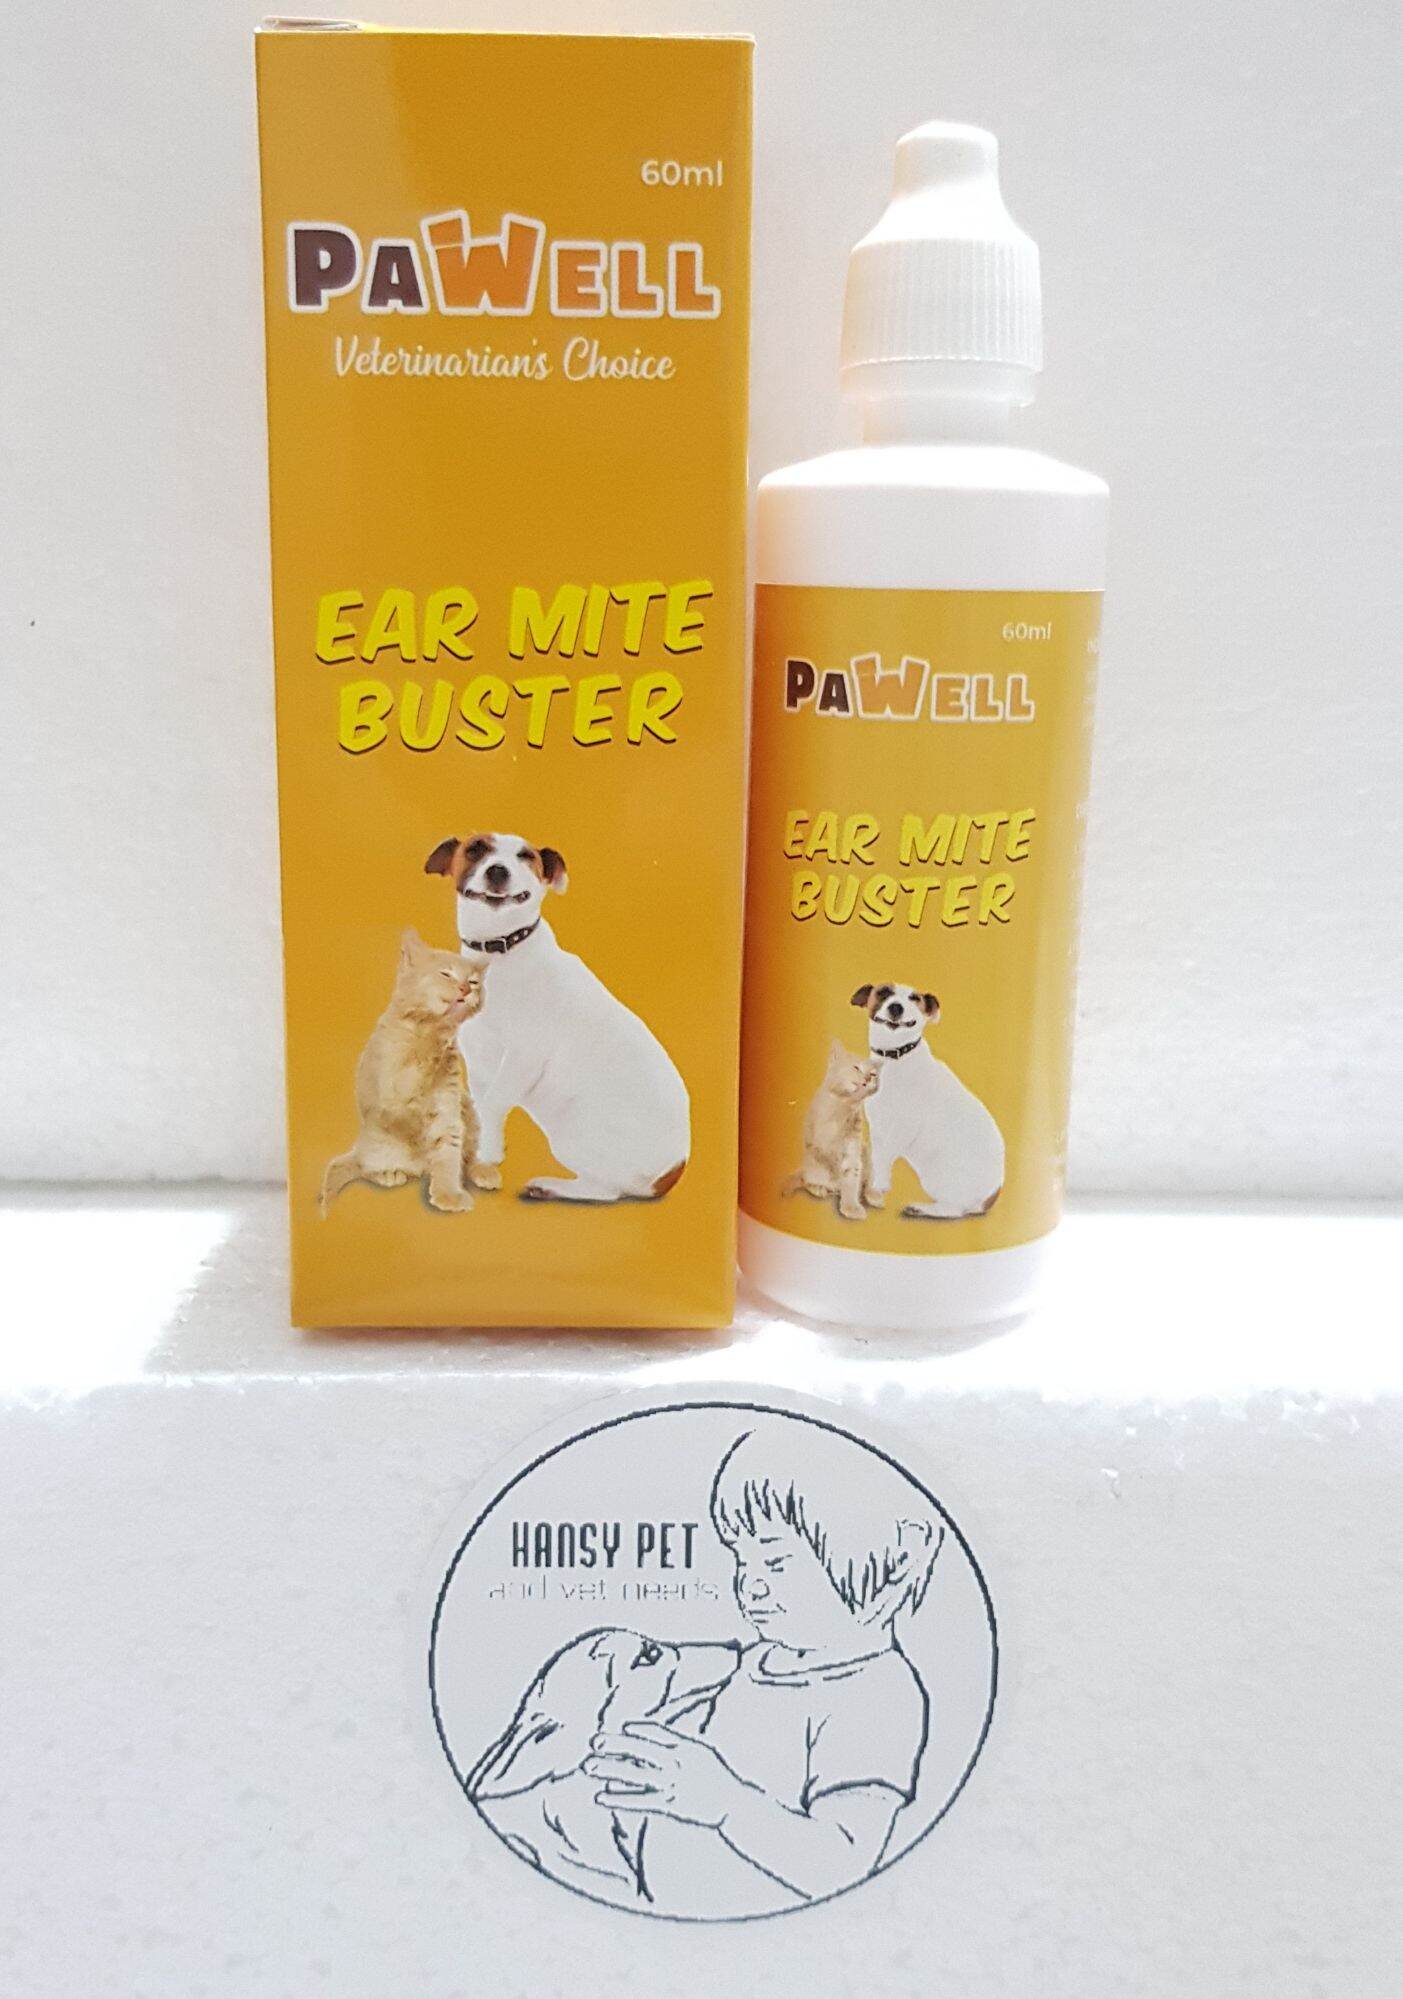 60ml
PAWELL
Veterinarian's Choice
EAR MITE
BUSTER
60ml
PAWELL
EAR MITE
BUSTER
HANSY PET
and vet needs